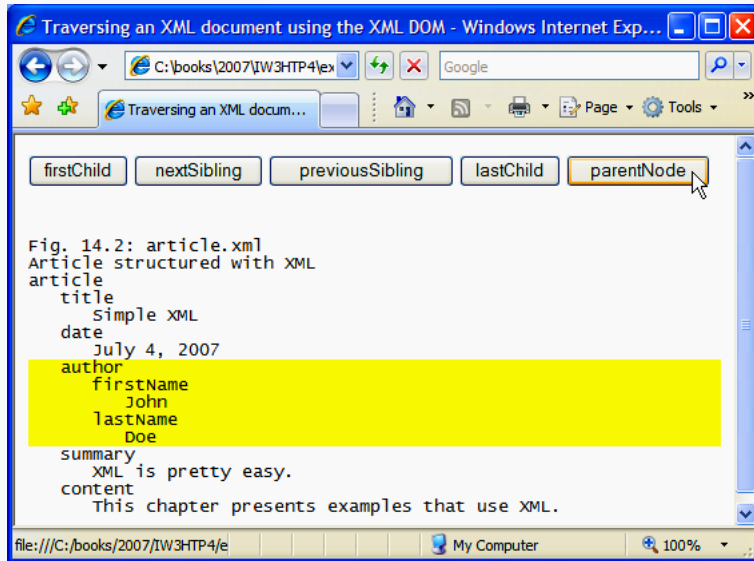 Traversing an XML document using the XML DOM - Windows Internet Exp...
C:\books\2007\IW3HTP4\ex
Google
Traversing an XML docum...
Page
Tools
»
firstChild nextSibling previousSibling lastChild parentNode
Fig. 14.2: article.xml
Article structured with XML
article
title
Simple XML
date
July 4, 2007
author
firstName
John
lastName
Doe
summary
XML is pretty easy.
content
This chapter presents examples that use XML.
file:///C:/books/2007/IW3HTP4/e
My Computer
100%